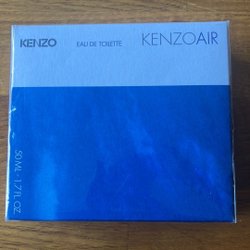 KENZO EAU DE TOILETTE KENZOAIR
50 ML - 1.7 FL. OZ